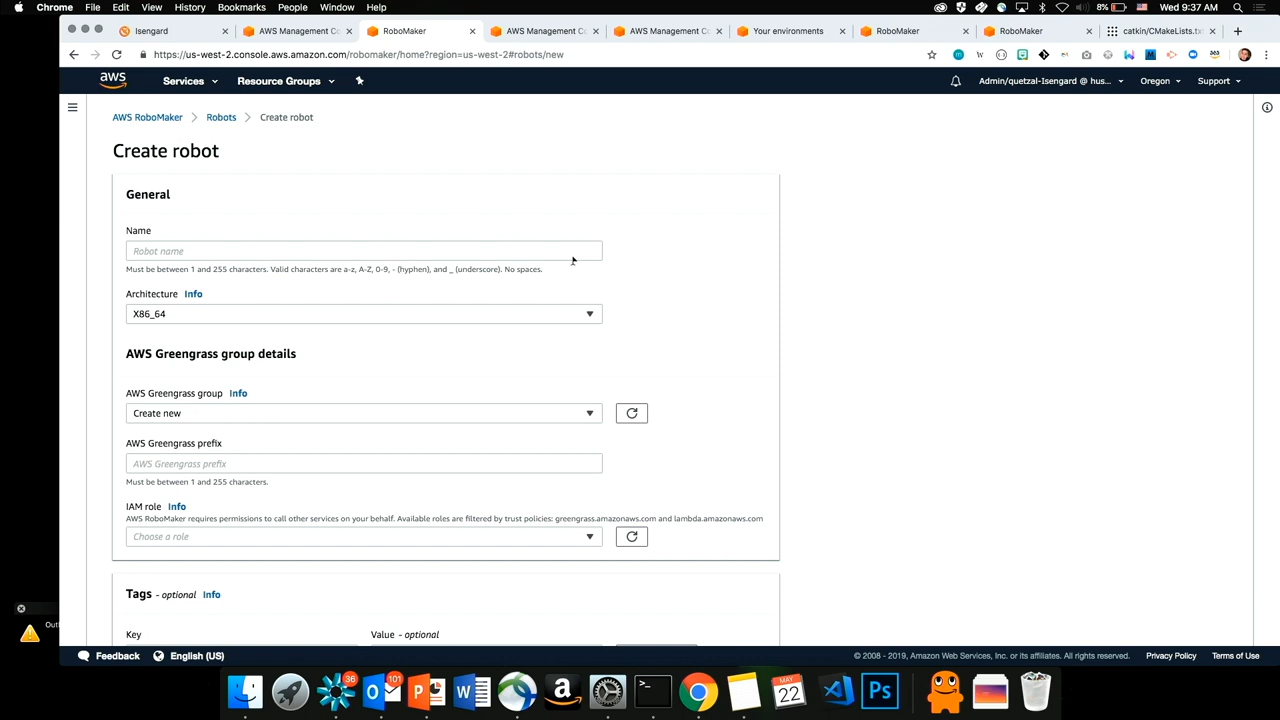 Chrome File Edit View History Bookmarks People Window Help
8% Wed 9:37 AM
Isengard
AWS Management Co
RoboMaker
AWS Management Co
AWS Management Co
Your environments
RoboMaker
RoboMaker
catkin/CMakeLists.tx
https://us-west-2.console.aws.amazon.com/robomaker/home?region=us-west-2#robots/new
aws
Services
Resource Groups
Admin/quetzal-Isengard @ hus...
Oregon
Support
AWS RoboMaker > Robots > Create robot
Create robot
General
Name
Robot name
Must be between 1 and 255 characters. Valid characters are a-z, A-Z, 0-9, - (hyphen), and _ (underscore). No spaces.
Architecture Info
X86_64
AWS Greengrass group details
AWS Greengrass group Info
Create new
AWS Greengrass prefix
AWS Greengrass prefix
Must be between 1 and 255 characters.
IAM role Info
AWS RoboMaker requires permissions to call other services on your behalf. Available roles are filtered by trust policies: greengrass.amazonaws.com and lambda.amazonaws.com
Choose a role
Tags - optional Info
Key
Value - optional
Feedback
English (US)
© 2008 - 2019, Amazon Web Services, Inc. or its affiliates. All rights reserved.
Privacy Policy
Terms of Use
36
101
MAY
22
Ps